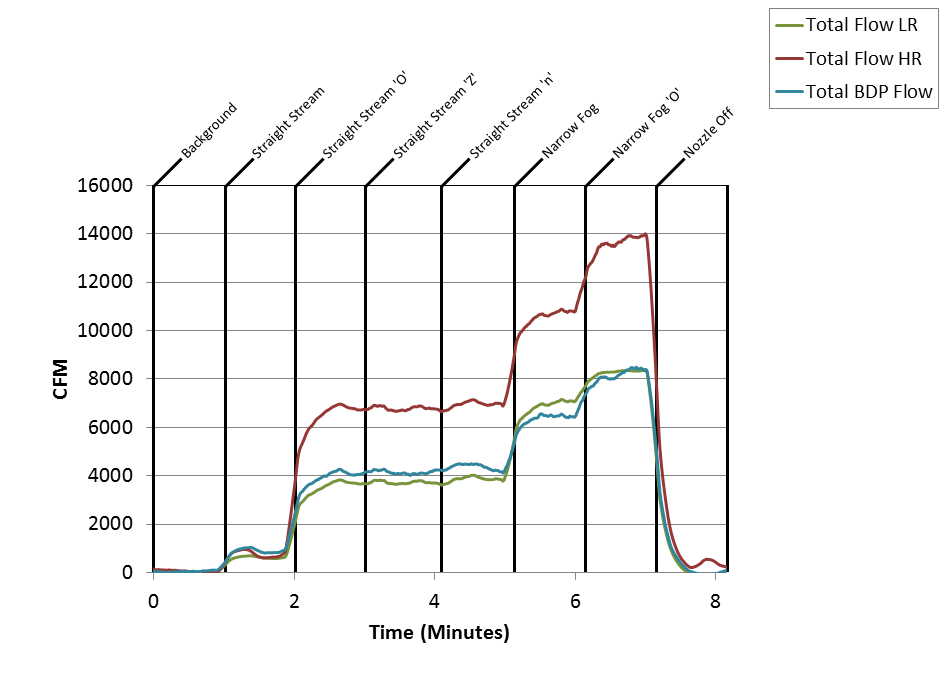 Total Flow LR
Total Flow HR
Total BDP Flow
Background
Straight Stream
Straight Stream 'O'
Straight Stream 'Z'
Straight Stream 'n'
Narrow Fog
Narrow Fog 'O'
Nozzle Off
16000
14000
12000
10000
8000
6000
4000
2000
0
CFM
0 2 4 6 8
Time (Minutes)